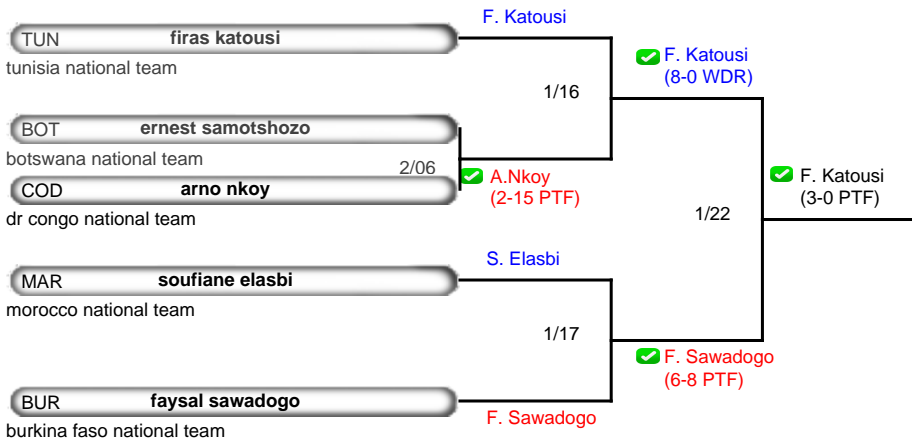 F. Katousi
TUN firas katousi
tunisia national team
F. Katousi
(8-0 WDR)
1/16
BOT ernest samotshozo
botswana national team
2/06
COD arno nkoy
dr congo national team
A.Nkoy
(2-15 PTF)
F. Katousi
(3-0 PTF)
1/22
S. Elasbi
MAR soufiane elasbi
morocco national team
1/17
F. Sawadogo
(6-8 PTF)
BUR faysal sawadogo
burkina faso national team
F. Sawadogo